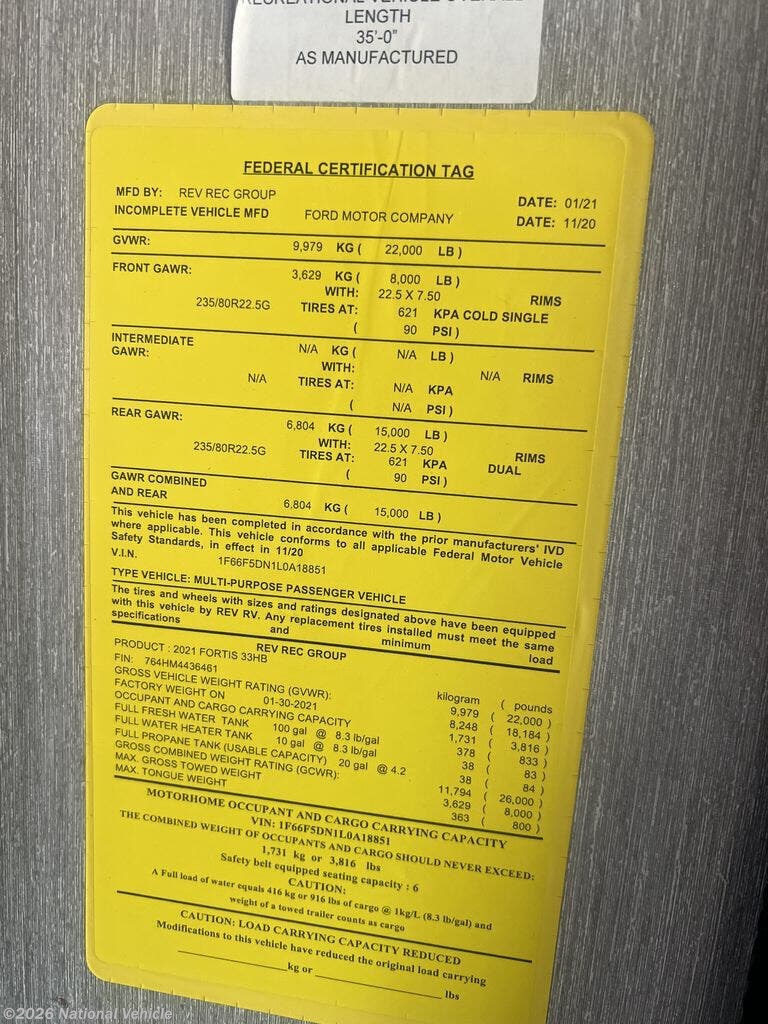 RECREATIONAL VEHICLE OVERALL
LENGTH
35'-0"
AS MANUFACTURED
FEDERAL CERTIFICATION TAG
MFD BY: REV REC GROUP DATE: 01/21
INCOMPLETE VEHICLE MFD FORD MOTOR COMPANY DATE: 11/20
GVWR: 9,979 KG ( 22,000 LB )
FRONT GAWR: 3,629 KG ( 8,000 LB )
WITH: 22.5 X 7.50 RIMS
235/80R22.5G TIRES AT: 621 KPA COLD SINGLE
( 90 PSI )
INTERMEDIATE N/A KG ( N/A LB )
GAWR: WITH: N/A RIMS
N/A TIRES AT: N/A KPA
( N/A PSI )
REAR GAWR: 6,804 KG ( 15,000 LB )
WITH: 22.5 X 7.50 RIMS
235/80R22.5G TIRES AT: 621 KPA DUAL
( 90 PSI )
GAWR COMBINED
AND REAR 6,804 KG ( 15,000 LB )
This vehicle has been completed in accordance with the prior manufacturers' IVD
where applicable. This vehicle conforms to all applicable Federal Motor Vehicle
Safety Standards, in effect in 11/20
V.I.N. 1F66F5DN1L0A18851
TYPE VEHICLE: MULTI-PURPOSE PASSENGER VEHICLE
The tires and wheels with sizes and ratings designated above have been equipped
with this vehicle by REV RV. Any replacement tires installed must meet the same
specifications and minimum load
REV REC GROUP
PRODUCT : 2021 FORTIS 33HB
FIN: 764HM4436461 kilogram ( pounds
GROSS VEHICLE WEIGHT RATING (GVWR): 9,979 ( 22,000 )
FACTORY WEIGHT ON 01-30-2021 8,248 ( 18,184 )
OCCUPANT AND CARGO CARRYING CAPACITY 1,731 ( 3,816 )
FULL FRESH WATER TANK 100 gal @ 8.3 lb/gal 378 ( 833 )
FULL WATER HEATER TANK 10 gal @ 8.3 lb/gal 38 ( 83 )
FULL PROPANE TANK (USABLE CAPACITY) 20 gal @ 4.2 38 ( 84 )
GROSS COMBINED WEIGHT RATING (GCWR): 11,794 ( 26,000 )
MAX. GROSS TOWED WEIGHT 3,629 ( 8,000 )
MAX. TONGUE WEIGHT 363 ( 800 )
MOTORHOME OCCUPANT AND CARGO CARRYING CAPACITY
VIN: 1F66F5DN1L0A18851
THE COMBINED WEIGHT OF OCCUPANTS AND CARGO SHOULD NEVER EXCEED:
1,731 kg or 3,816 lbs
Safety belt equipped seating capacity : 6
CAUTION:
A Full load of water equals 416 kg or 916 lbs of cargo @ 1kg/L (8.3 lb/gal) and
weight of a towed trailer counts as cargo
CAUTION: LOAD CARRYING CAPACITY REDUCED
Modifications to this vehicle have reduced the original load carrying
____kg or ____ lbs
©2026 National Vehicle